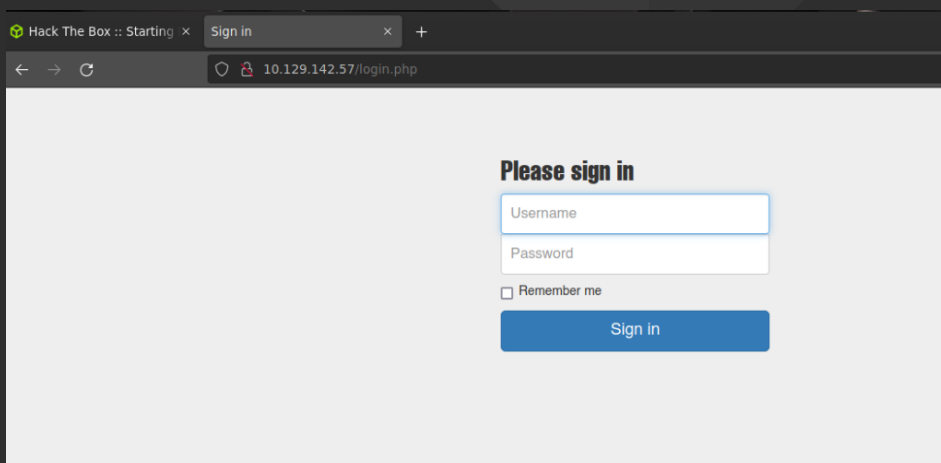 Hack The Box :: Starting
Sign in
10.129.142.57/login.php
Please sign in
Username
Password
Remember me
Sign in